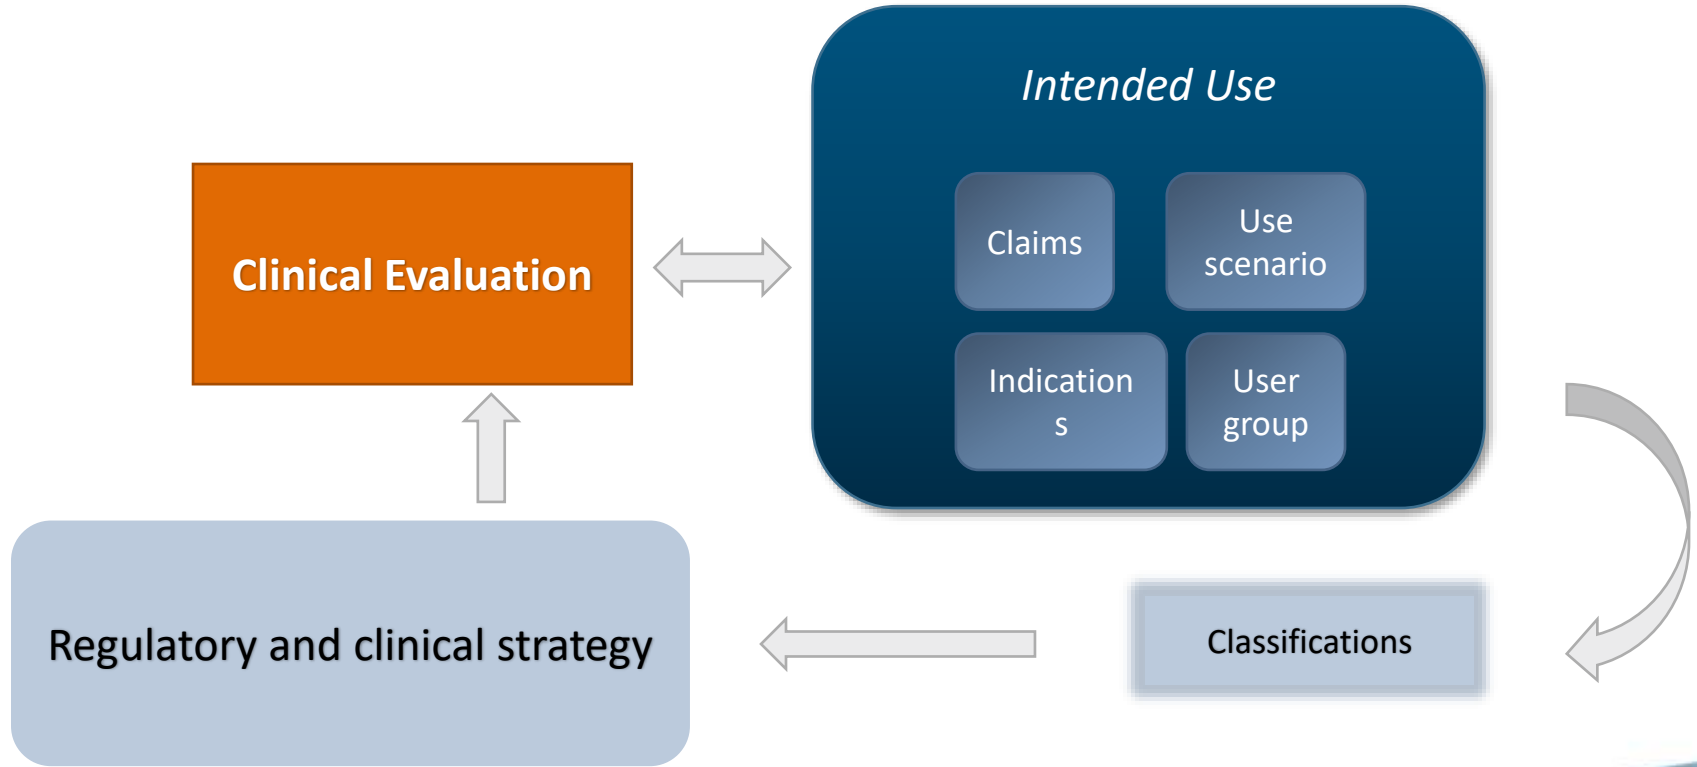 Intended Use
Clinical Evaluation
Claims
Use
scenario
Indication
s
User
group
Regulatory and clinical strategy
Classifications